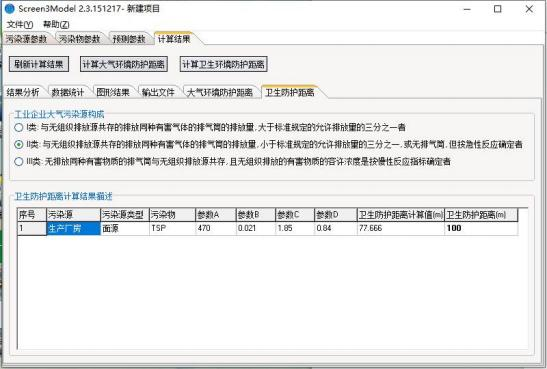 Screen3Model 2.3.151217- 新建项目
文件(Y) 帮助(Z)
污染源参数 污染物参数 预测参数 计算结果
刷新计算结果 计算大气环境防护距离 计算卫生环境防护距离
结果分析 数据统计 图形结果 输出文件 大气环境防护距离 卫生防护距离
工业企业大气污染源构成
I类: 与无组织排放源共存的排放同种有害气体的排气筒的排放量, 大于标准规定的允许排放量的三分之一者
II类: 与无组织排放源共存的排放同种有害气体的排气筒的排放量, 小于标准规定的允许排放量的三分之一, 或无排气筒, 但按急性反应确定者
III类: 无排放同种有害物质的排气筒与无组织排放源共存, 且无组织排放的有害物质的容许浓度是按慢性反应指标确定者
卫生防护距离计算结果描述
序号 污染源 污染源类型 污染物 参数A 参数B 参数C 参数D 卫生防护距离计算值(m) 卫生防护距离(m)
1 生产厂房 面源 TSP 470 0.021 1.85 0.84 77.666 100